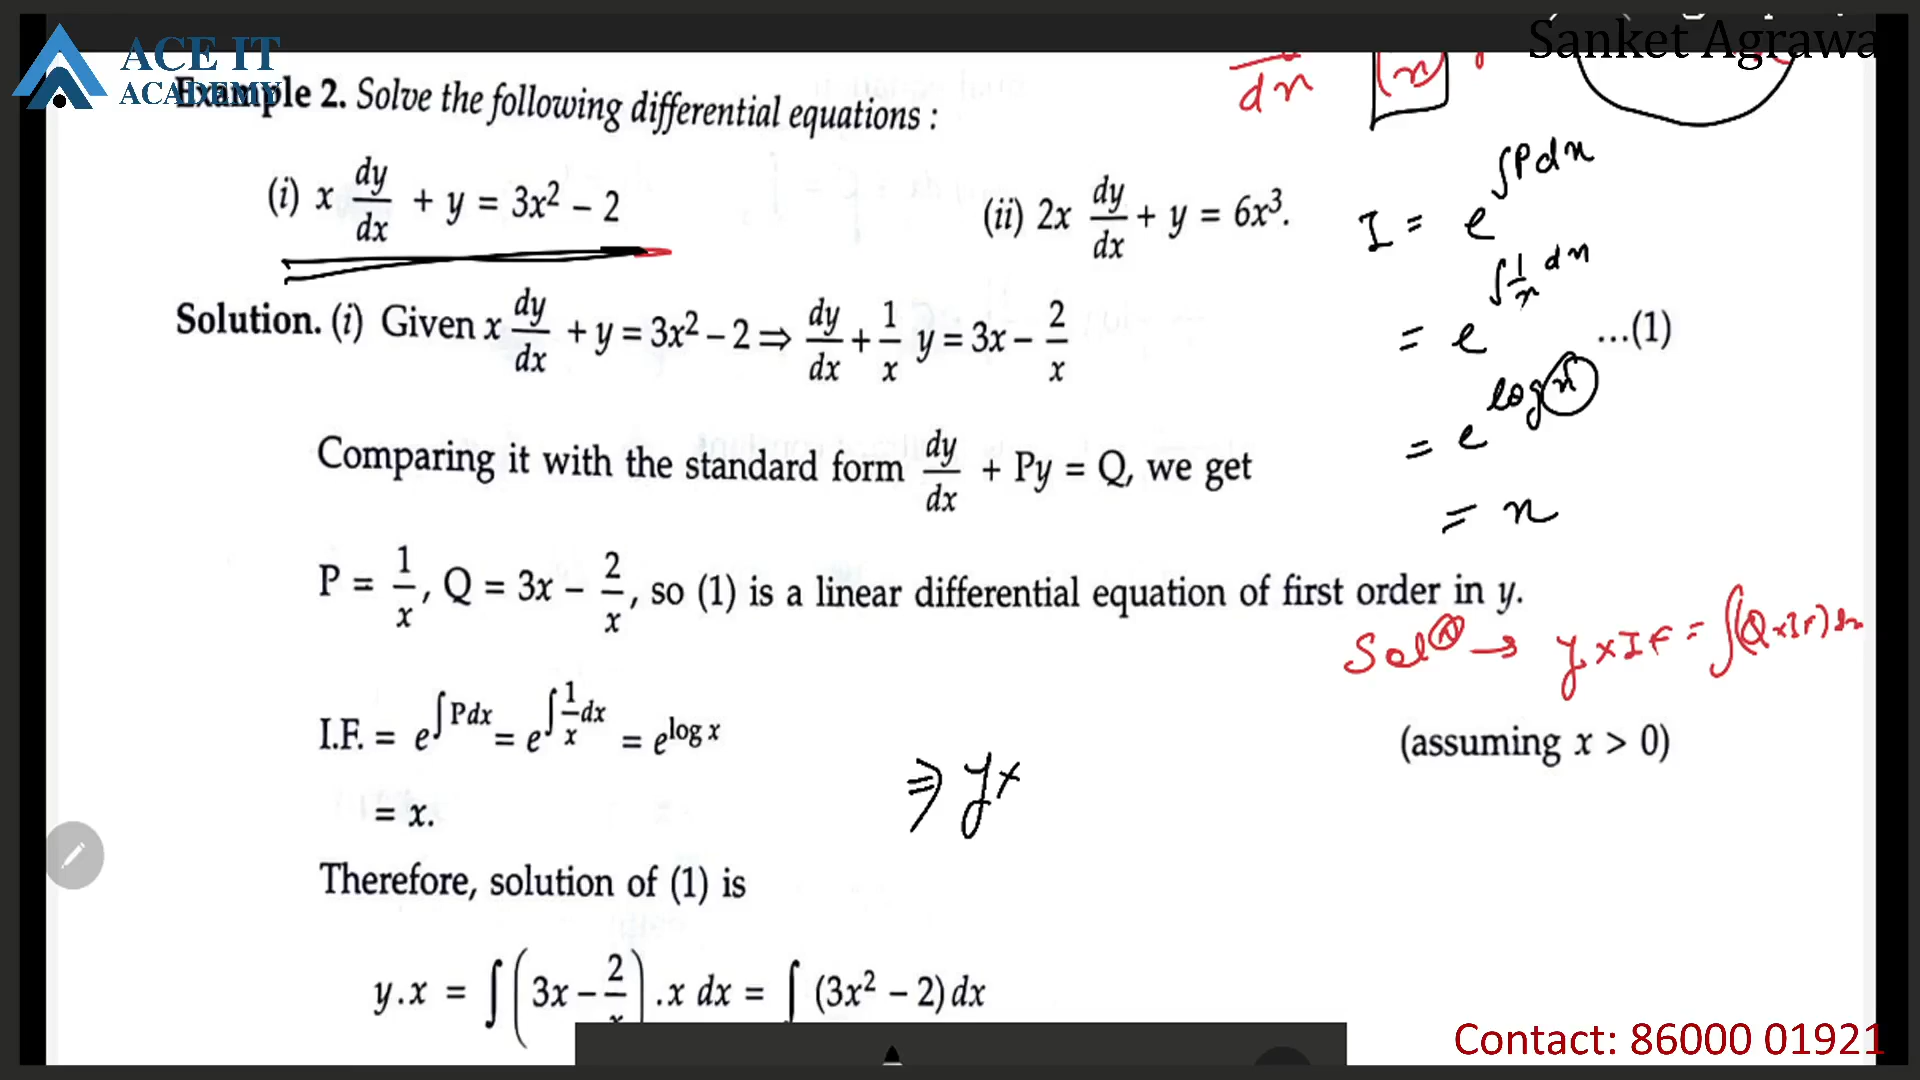 Sanket Agrawa
ACE IT
ACADEMY
Example 2. Solve the following differential equations :
dx (x)
(i) x dy/dx + y = 3x² − 2 (ii) 2x dy/dx + y = 6x³.
I = e^∫Pdx
= e^∫1/x dx
= e^log x
= x
Solution. (i) Given x dy/dx + y = 3x² − 2 ⇒ dy/dx + 1/x y = 3x − 2/x ...(1)
Comparing it with the standard form dy/dx + Py = Q, we get
P = 1/x, Q = 3x − 2/x, so (1) is a linear differential equation of first order in y.
Solⁿ → y × IF = ∫(Q × IF) dx
I.F. = e^∫Pdx = e^∫1/x dx = e^log x (assuming x > 0)
= x.
⇒ yx
Therefore, solution of (1) is
y.x = ∫(3x − 2/x).x dx = ∫(3x² − 2) dx
Contact: 86000 01921